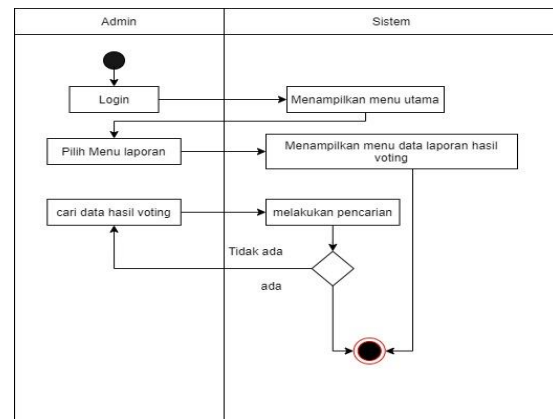 Admin
Sistem
Login
Menampilkan menu utama
Pilih Menu laporan
Menampilkan menu data laporan hasil
voting
cari data hasil voting
melakukan pencarian
Tidak ada
ada